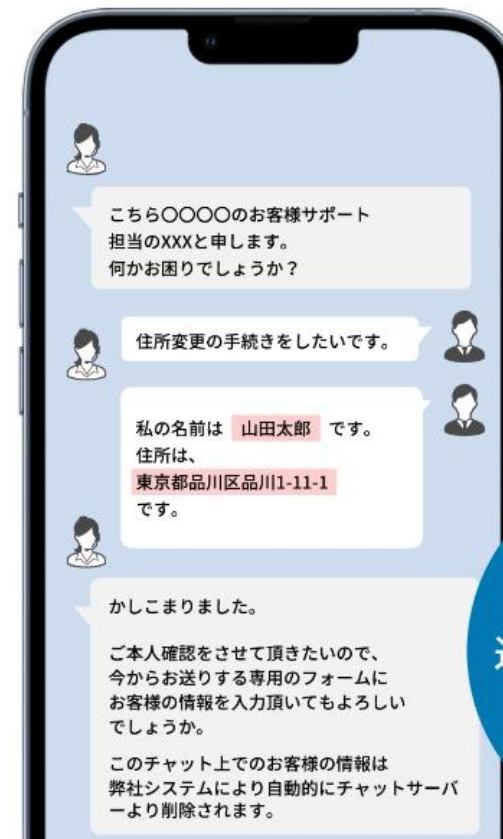 こちら〇〇〇〇のお客様サポート
担当のXXXと申します。
何かお困りでしょうか？
住所変更の手続きをしたいです。
私の名前は 山田太郎 です。
住所は、
東京都品川区品川1-11-1
です。
かしこまりました。
ご本人確認をさせて頂きたいので、
今からお送りする専用のフォームに
お客様の情報を入力頂いてもよろしい
でしょうか。
このチャット上でのお客様の情報は
弊社システムにより自動的にチャットサーバ
ーより削除されます。